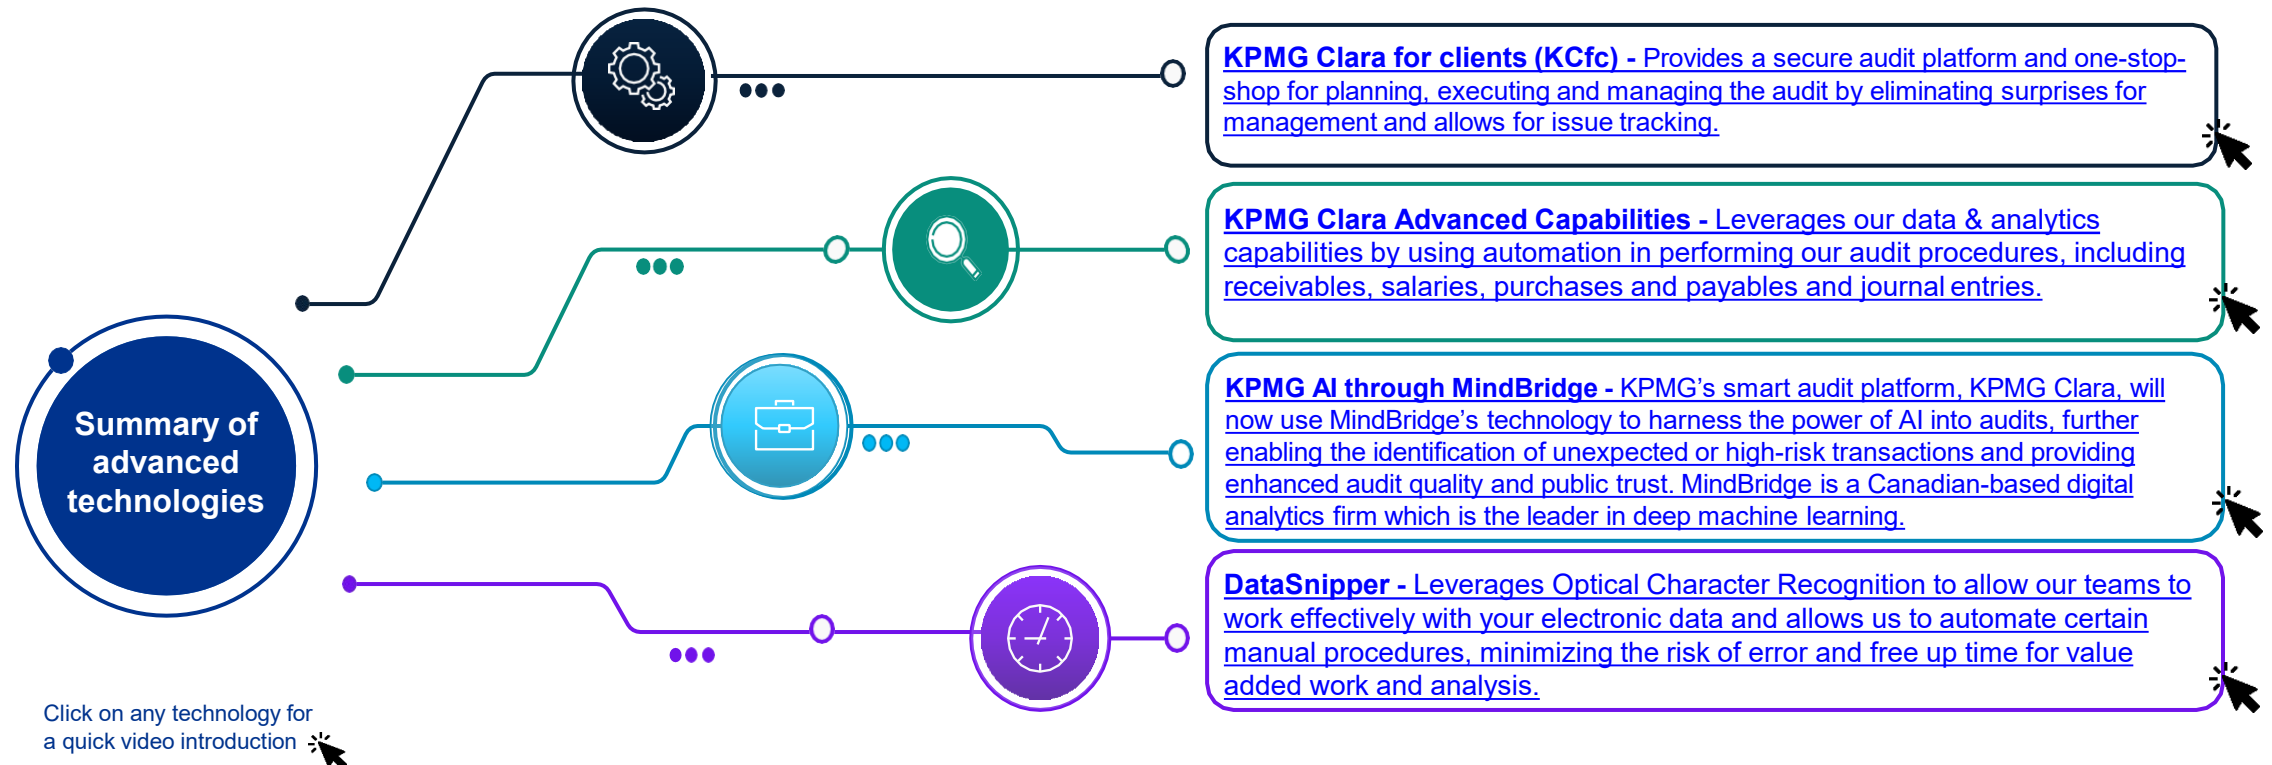 KPMG Clara for clients (KCfc) - Provides a secure audit platform and one-stop-
shop for planning, executing and managing the audit by eliminating surprises for
management and allows for issue tracking.
KPMG Clara Advanced Capabilities - Leverages our data & analytics
capabilities by using automation in performing our audit procedures, including
receivables, salaries, purchases and payables and journal entries.
Summary of
advanced
technologies
KPMG AI through MindBridge - KPMG’s smart audit platform, KPMG Clara, will
now use MindBridge’s technology to harness the power of AI into audits, further
enabling the identification of unexpected or high-risk transactions and providing
enhanced audit quality and public trust. MindBridge is a Canadian-based digital
analytics firm which is the leader in deep machine learning.
DataSnipper - Leverages Optical Character Recognition to allow our teams to
work effectively with your electronic data and allows us to automate certain
manual procedures, minimizing the risk of error and free up time for value
added work and analysis.
Click on any technology for
a quick video introduction